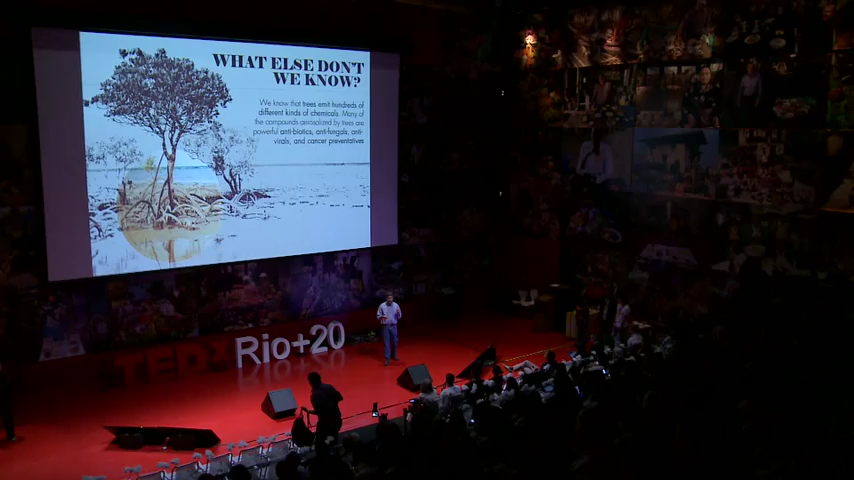 WHAT ELSE DON'T
WE KNOW?
We know that trees emit hundreds of
different kinds of chemicals. Many of
the compounds aerosolized by trees are
powerful anti-biotics, anti-fungals, anti-
virals, and cancer preventatives
TEDx
Rio+20